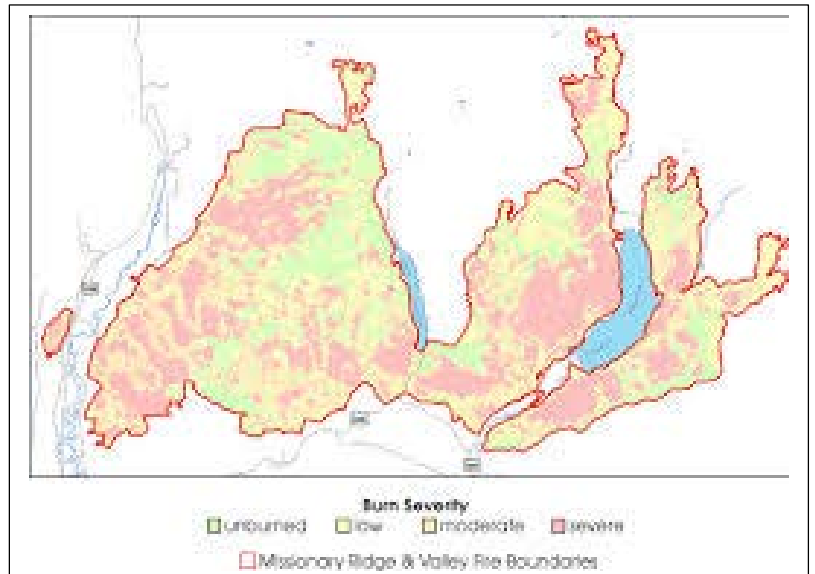 Burn Severity
unburned low moderate severe
Missionary Ridge & Valley Fire Boundaries